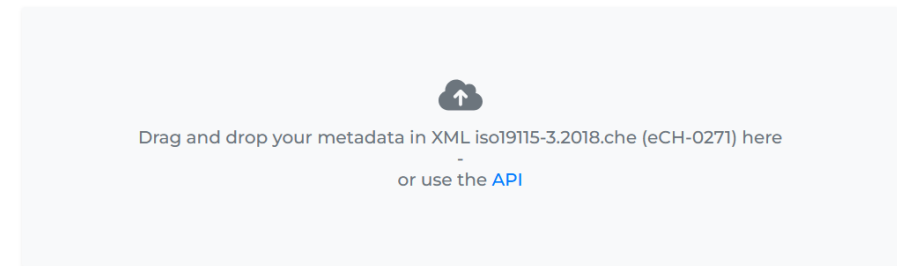 Drag and drop your metadata in XML iso19115-3.2018.che (eCH-0271) here
-
or use the API